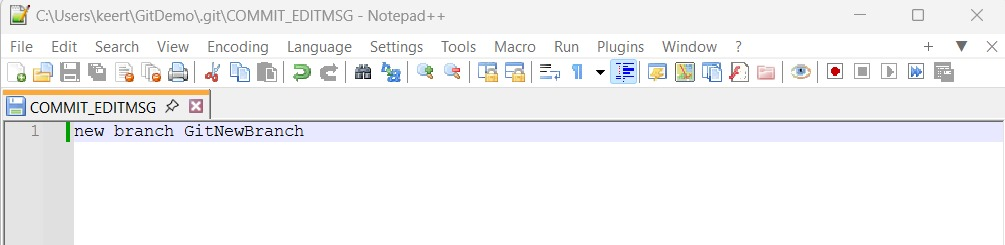 C:\Users\keert\GitDemo\.git\COMMIT_EDITMSG - Notepad++
File Edit Search View Encoding Language Settings Tools Macro Run Plugins Window ? + ▼ X
COMMIT_EDITMSG
1 new branch GitNewBranch